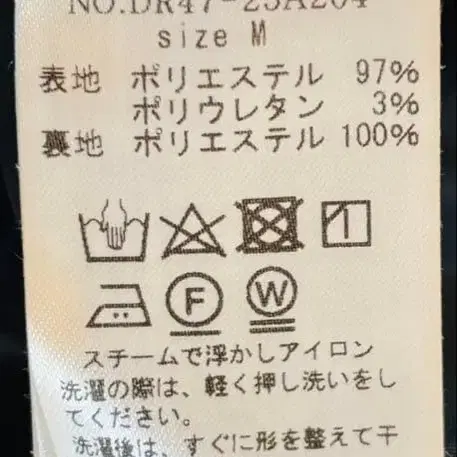 NO.DR47-23A204
size M
表地 ポリエステル 97%
ポリウレタン 3%
裏地 ポリエステル 100%
F W
スチームで浮かしアイロン
洗濯の際は、軽く押し洗いをし
てください。
洗濯後は、すぐに形を整えて干